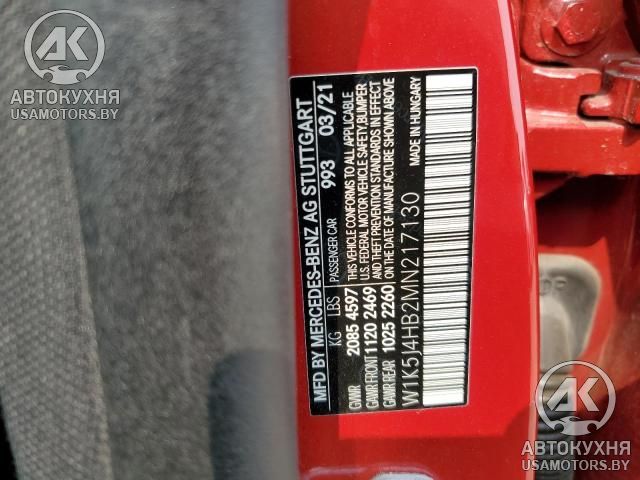 MFD BY MERCEDES-BENZ AG STUTTGART
KG LBS PASSENGER CAR 993 03/21
GVWR 2085 4597 THIS VEHICLE CONFORMS TO ALL APPLICABLE
GAWR FRONT 1120 2469 U.S. FEDERAL MOTOR VEHICLE SAFETY, BUMPER
GAWR REAR 1025 2260 AND THEFT PREVENTION STANDARDS IN EFFECT
ON THE DATE OF MANUFACTURE SHOWN ABOVE
W1K5J4HB2MN217130 MADE IN HUNGARY
AK
АВТОКУХНЯ
USAMOTORS.BY
AK
АВТОКУХНЯ
USAMOTORS.BY